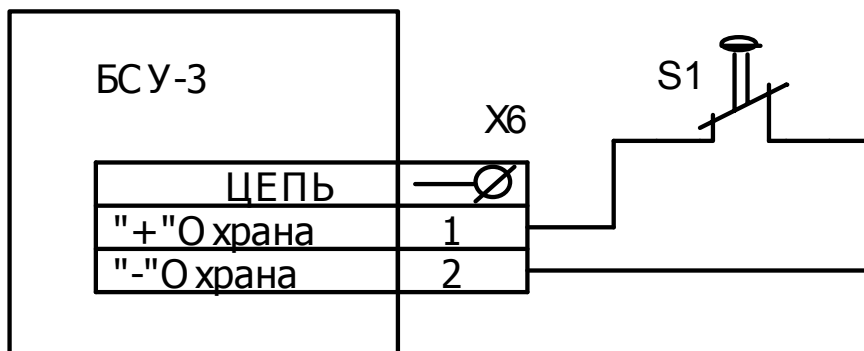 БСУ-3
S1
X6
ЦЕПЬ
"+"Охрана 1
"-"Охрана 2